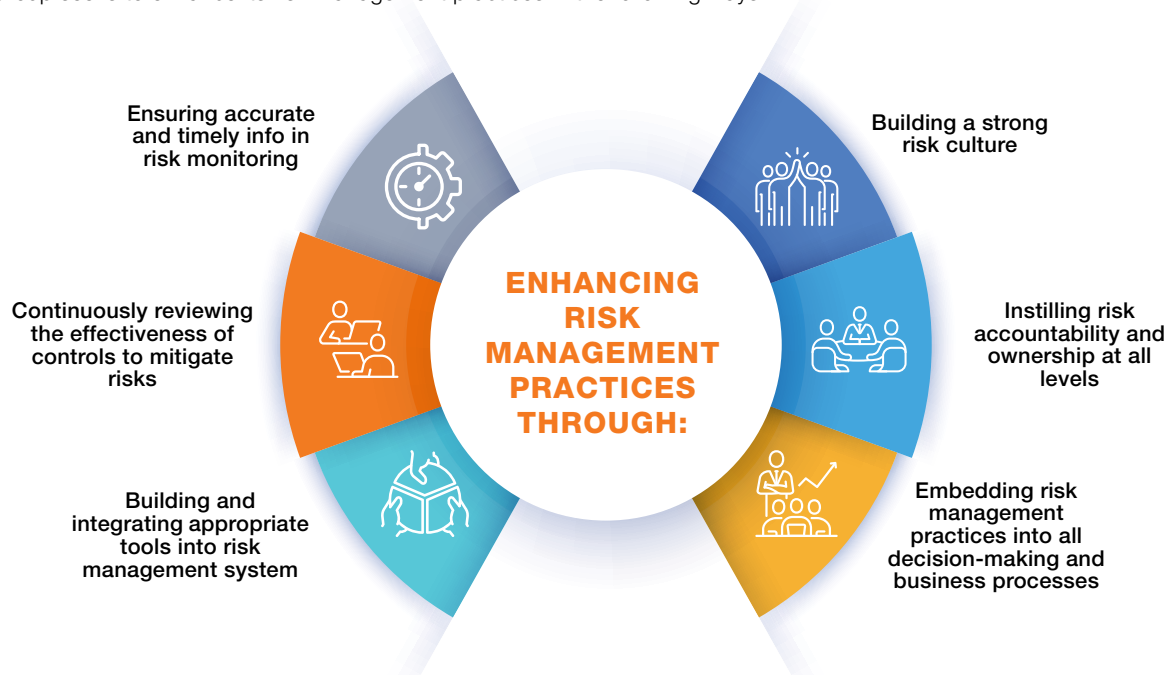 ENHANCING
RISK
MANAGEMENT
PRACTICES
THROUGH:
Ensuring accurate
and timely info in
risk monitoring
Continuously reviewing
the effectiveness of
controls to mitigate
risks
Building and
integrating appropriate
tools into risk
management system
Building a strong
risk culture
Instilling risk
accountability and
ownership at all
levels
Embedding risk
management
practices into all
decision-making and
business processes